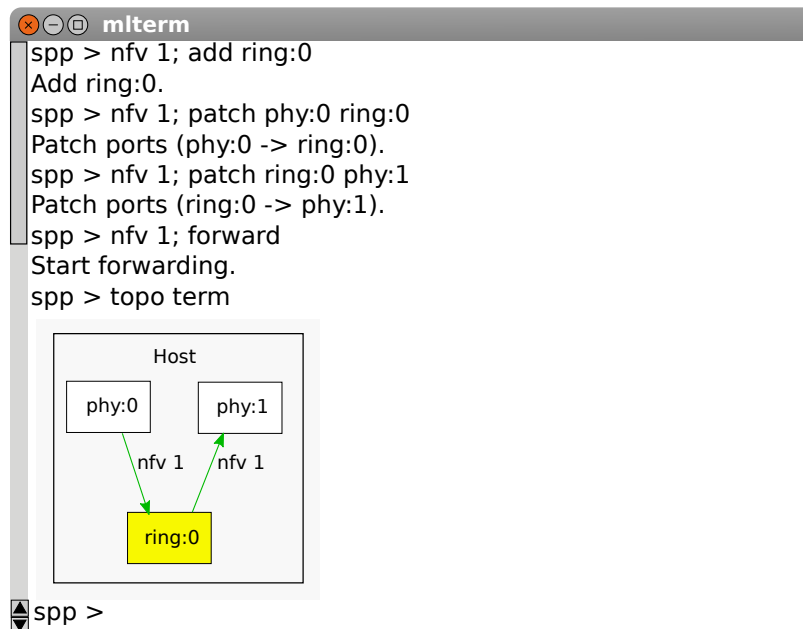 mlterm
spp > nfv 1; add ring:0
Add ring:0.
spp > nfv 1; patch phy:0 ring:0
Patch ports (phy:0 -> ring:0).
spp > nfv 1; patch ring:0 phy:1
Patch ports (ring:0 -> phy:1).
spp > nfv 1; forward
Start forwarding.
spp > topo term
Host
phy:0 phy:1
nfv 1 nfv 1
ring:0
spp >